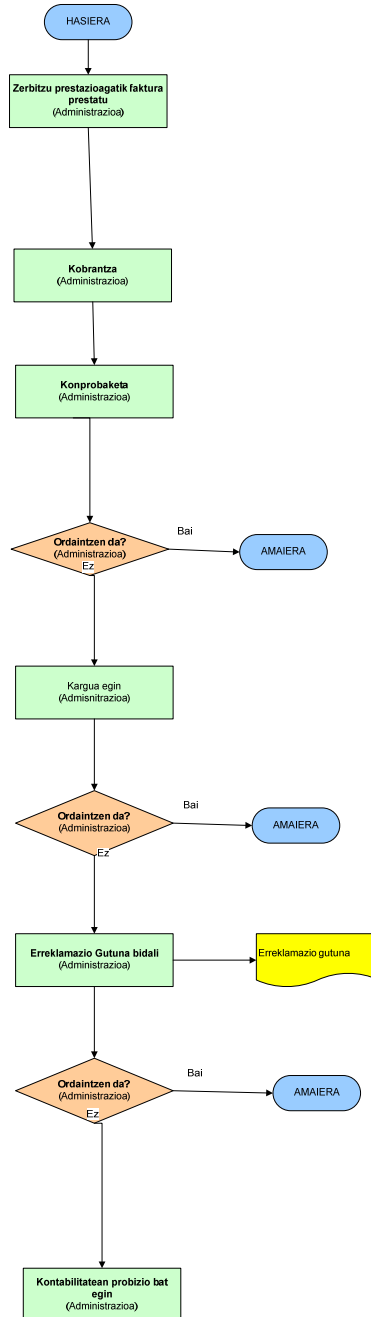 HASIERA
Zerbitzu prestazioagatik faktura
prestatu
(Administrazioa)
Kobrantza
(Administrazioa)
Konprobaketa
(Administrazioa)
Ordaintzen da?
(Administrazioa)
Ez
Bai
AMAIERA
Kargua egin
(Admisnitrazioa)
Ordaintzen da?
(Administrazioa)
Ez
Bai
AMAIERA
Erreklamazio Gutuna bidali
(Administrazioa)
Erreklamazio gutuna
Ordaintzen da?
(Administrazioa)
Ez
Bai
AMAIERA
Kontabilitatean probizio bat
egin
(Administrazioa)